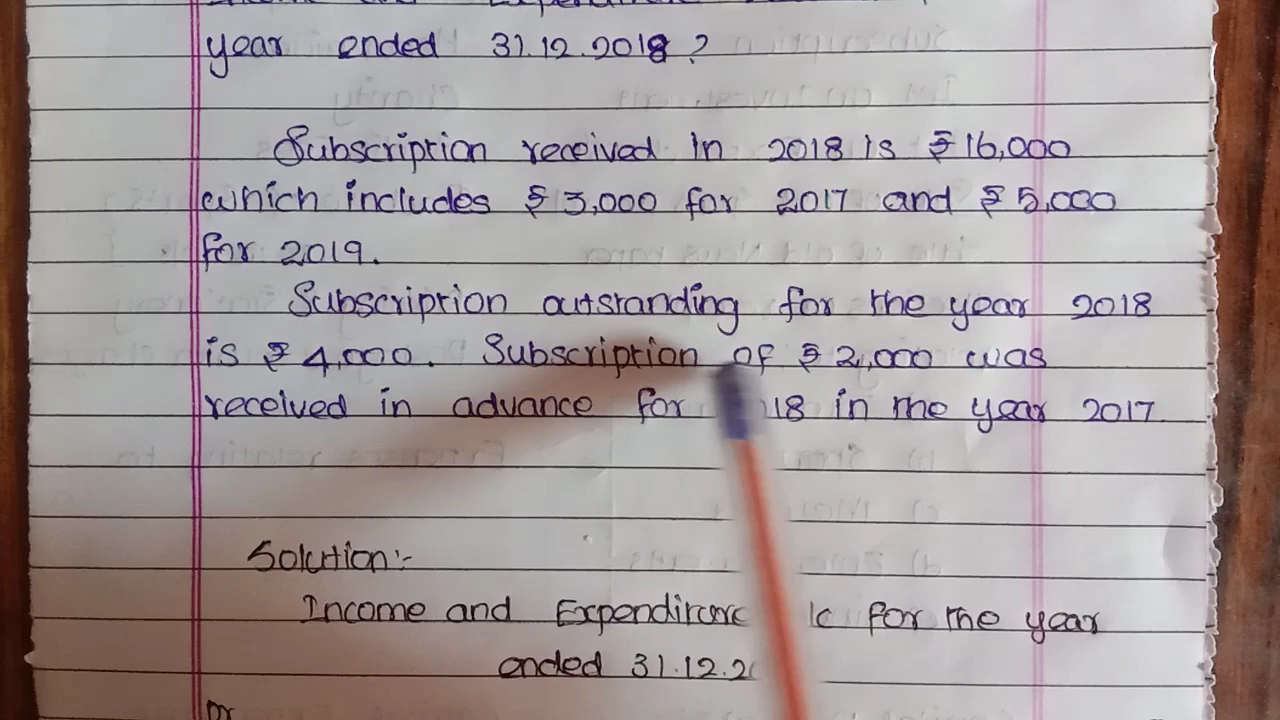 year ended 31.12.2018?
Subscription received in 2018 is ₹16,000
which includes ₹3,000 for 2017 and ₹5,000
for 2019.
Subscription outstanding for the year 2018
is ₹4,000. Subscription of ₹2,000 was
received in advance for 18 in the year 2017
Solution:-
Income and Expenditure for the year
ended 31.12.2
Dr